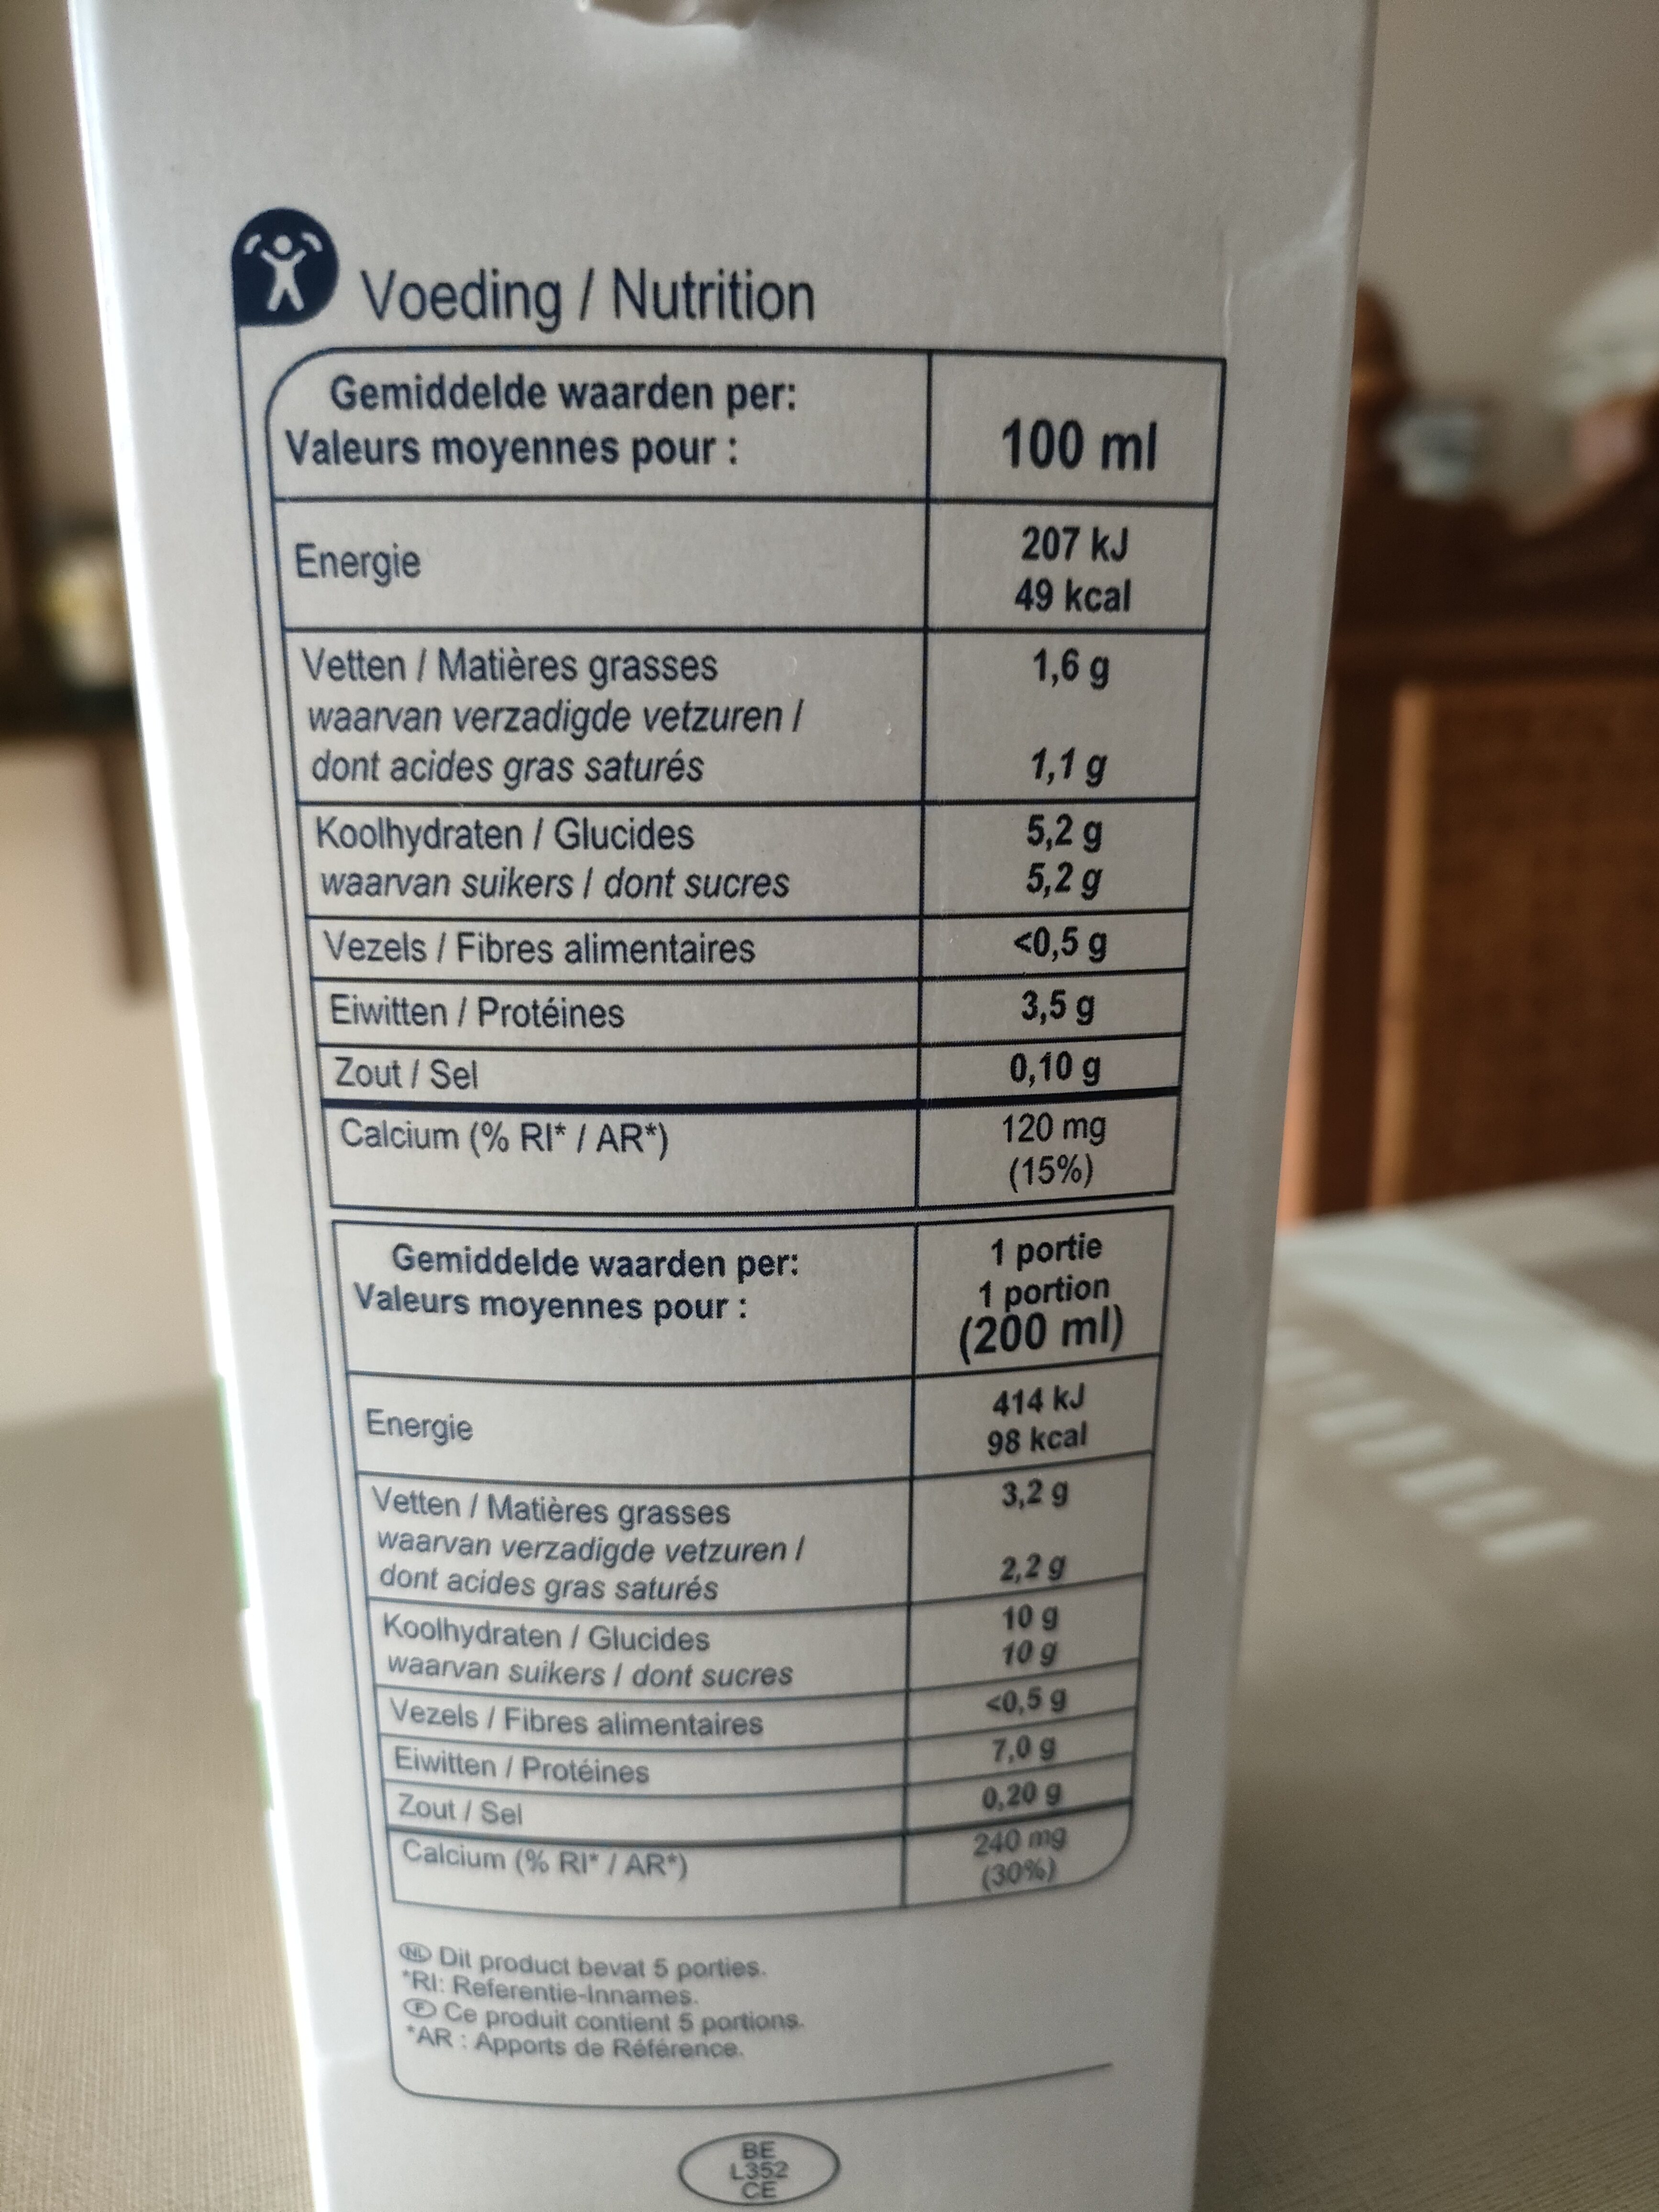 Voeding / Nutrition
Gemiddelde waarden per:
Valeurs moyennes pour :
100 ml
Energie
207 kJ
49 kcal
Vetten / Matières grasses
1,6 g
waarvan verzadigde vetzuren /
dont acides gras saturés
1,1 g
Koolhydraten / Glucides
5,2 g
waarvan suikers / dont sucres
5,2 g
Vezels / Fibres alimentaires
<0,5 g
Eiwitten / Protéines
3,5 g
Zout / Sel
0,10 g
Calcium (% RI* / AR*)
120 mg
(15%)
Gemiddelde waarden per:
Valeurs moyennes pour :
1 portie
1 portion
(200 ml)
Energie
414 kJ
98 kcal
Vetten / Matières grasses
3,2 g
waarvan verzadigde vetzuren /
dont acides gras saturés
2,2 g
Koolhydraten / Glucides
10 g
waarvan suikers / dont sucres
10 g
Vezels / Fibres alimentaires
<0,5 g
Eiwitten / Protéines
7,0 g
Zout / Sel
0,20 g
Calcium (% RI* / AR*)
240 mg
(30%)
NL Dit product bevat 5 porties.
*RI: Referentie-Innames.
F Ce produit contient 5 portions.
*AR : Apports de Référence.
BE
L352
CE